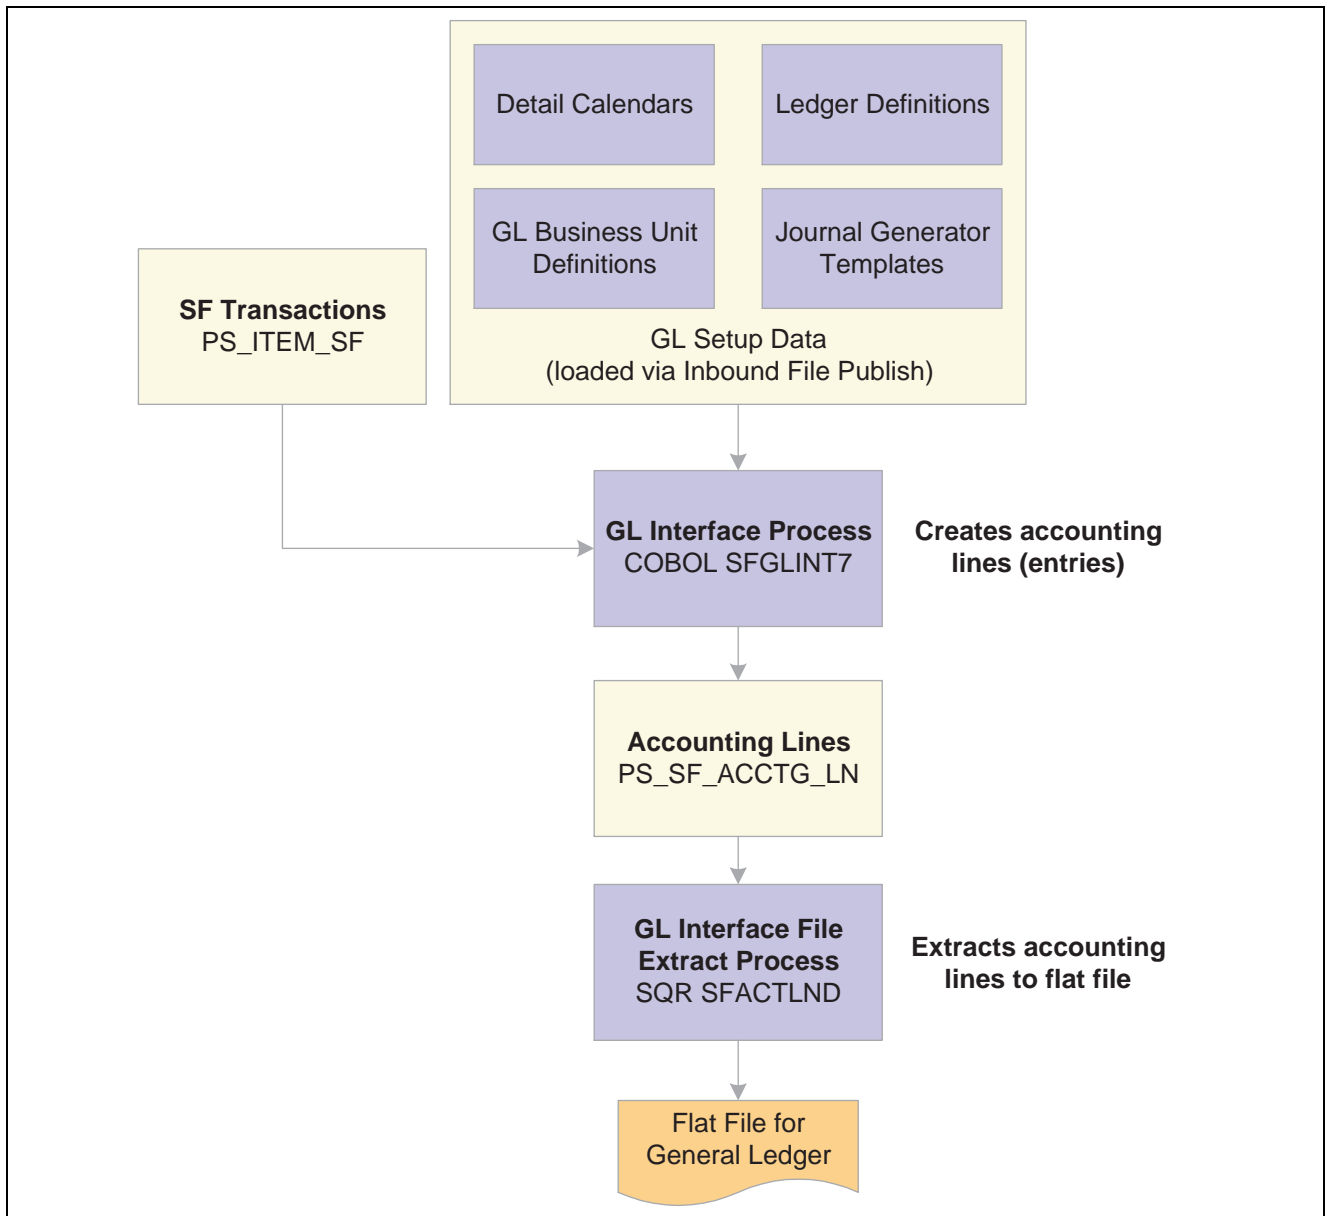 Detail Calendars
Ledger Definitions
GL Business Unit
Definitions
Journal Generator
Templates
GL Setup Data
(loaded via Inbound File Publish)
SF Transactions
PS_ITEM_SF
GL Interface Process
COBOL SFGLINT7
Creates accounting
lines (entries)
Accounting Lines
PS_SF_ACCTG_LN
GL Interface File
Extract Process
SQR SFACTLND
Extracts accounting
lines to flat file
Flat File for
General Ledger